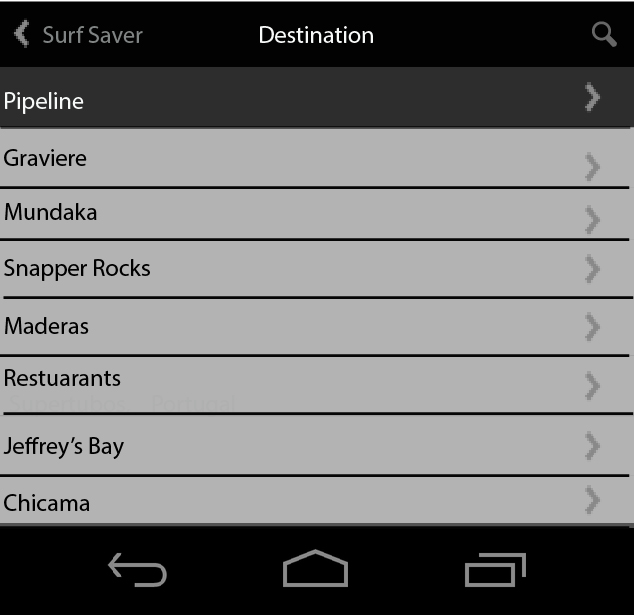 Surf Saver Destination
Pipeline
Graviere
Mundaka
Snapper Rocks
Maderas
Restuarants
Supertubos Portugal
Jeffrey's Bay
Chicama